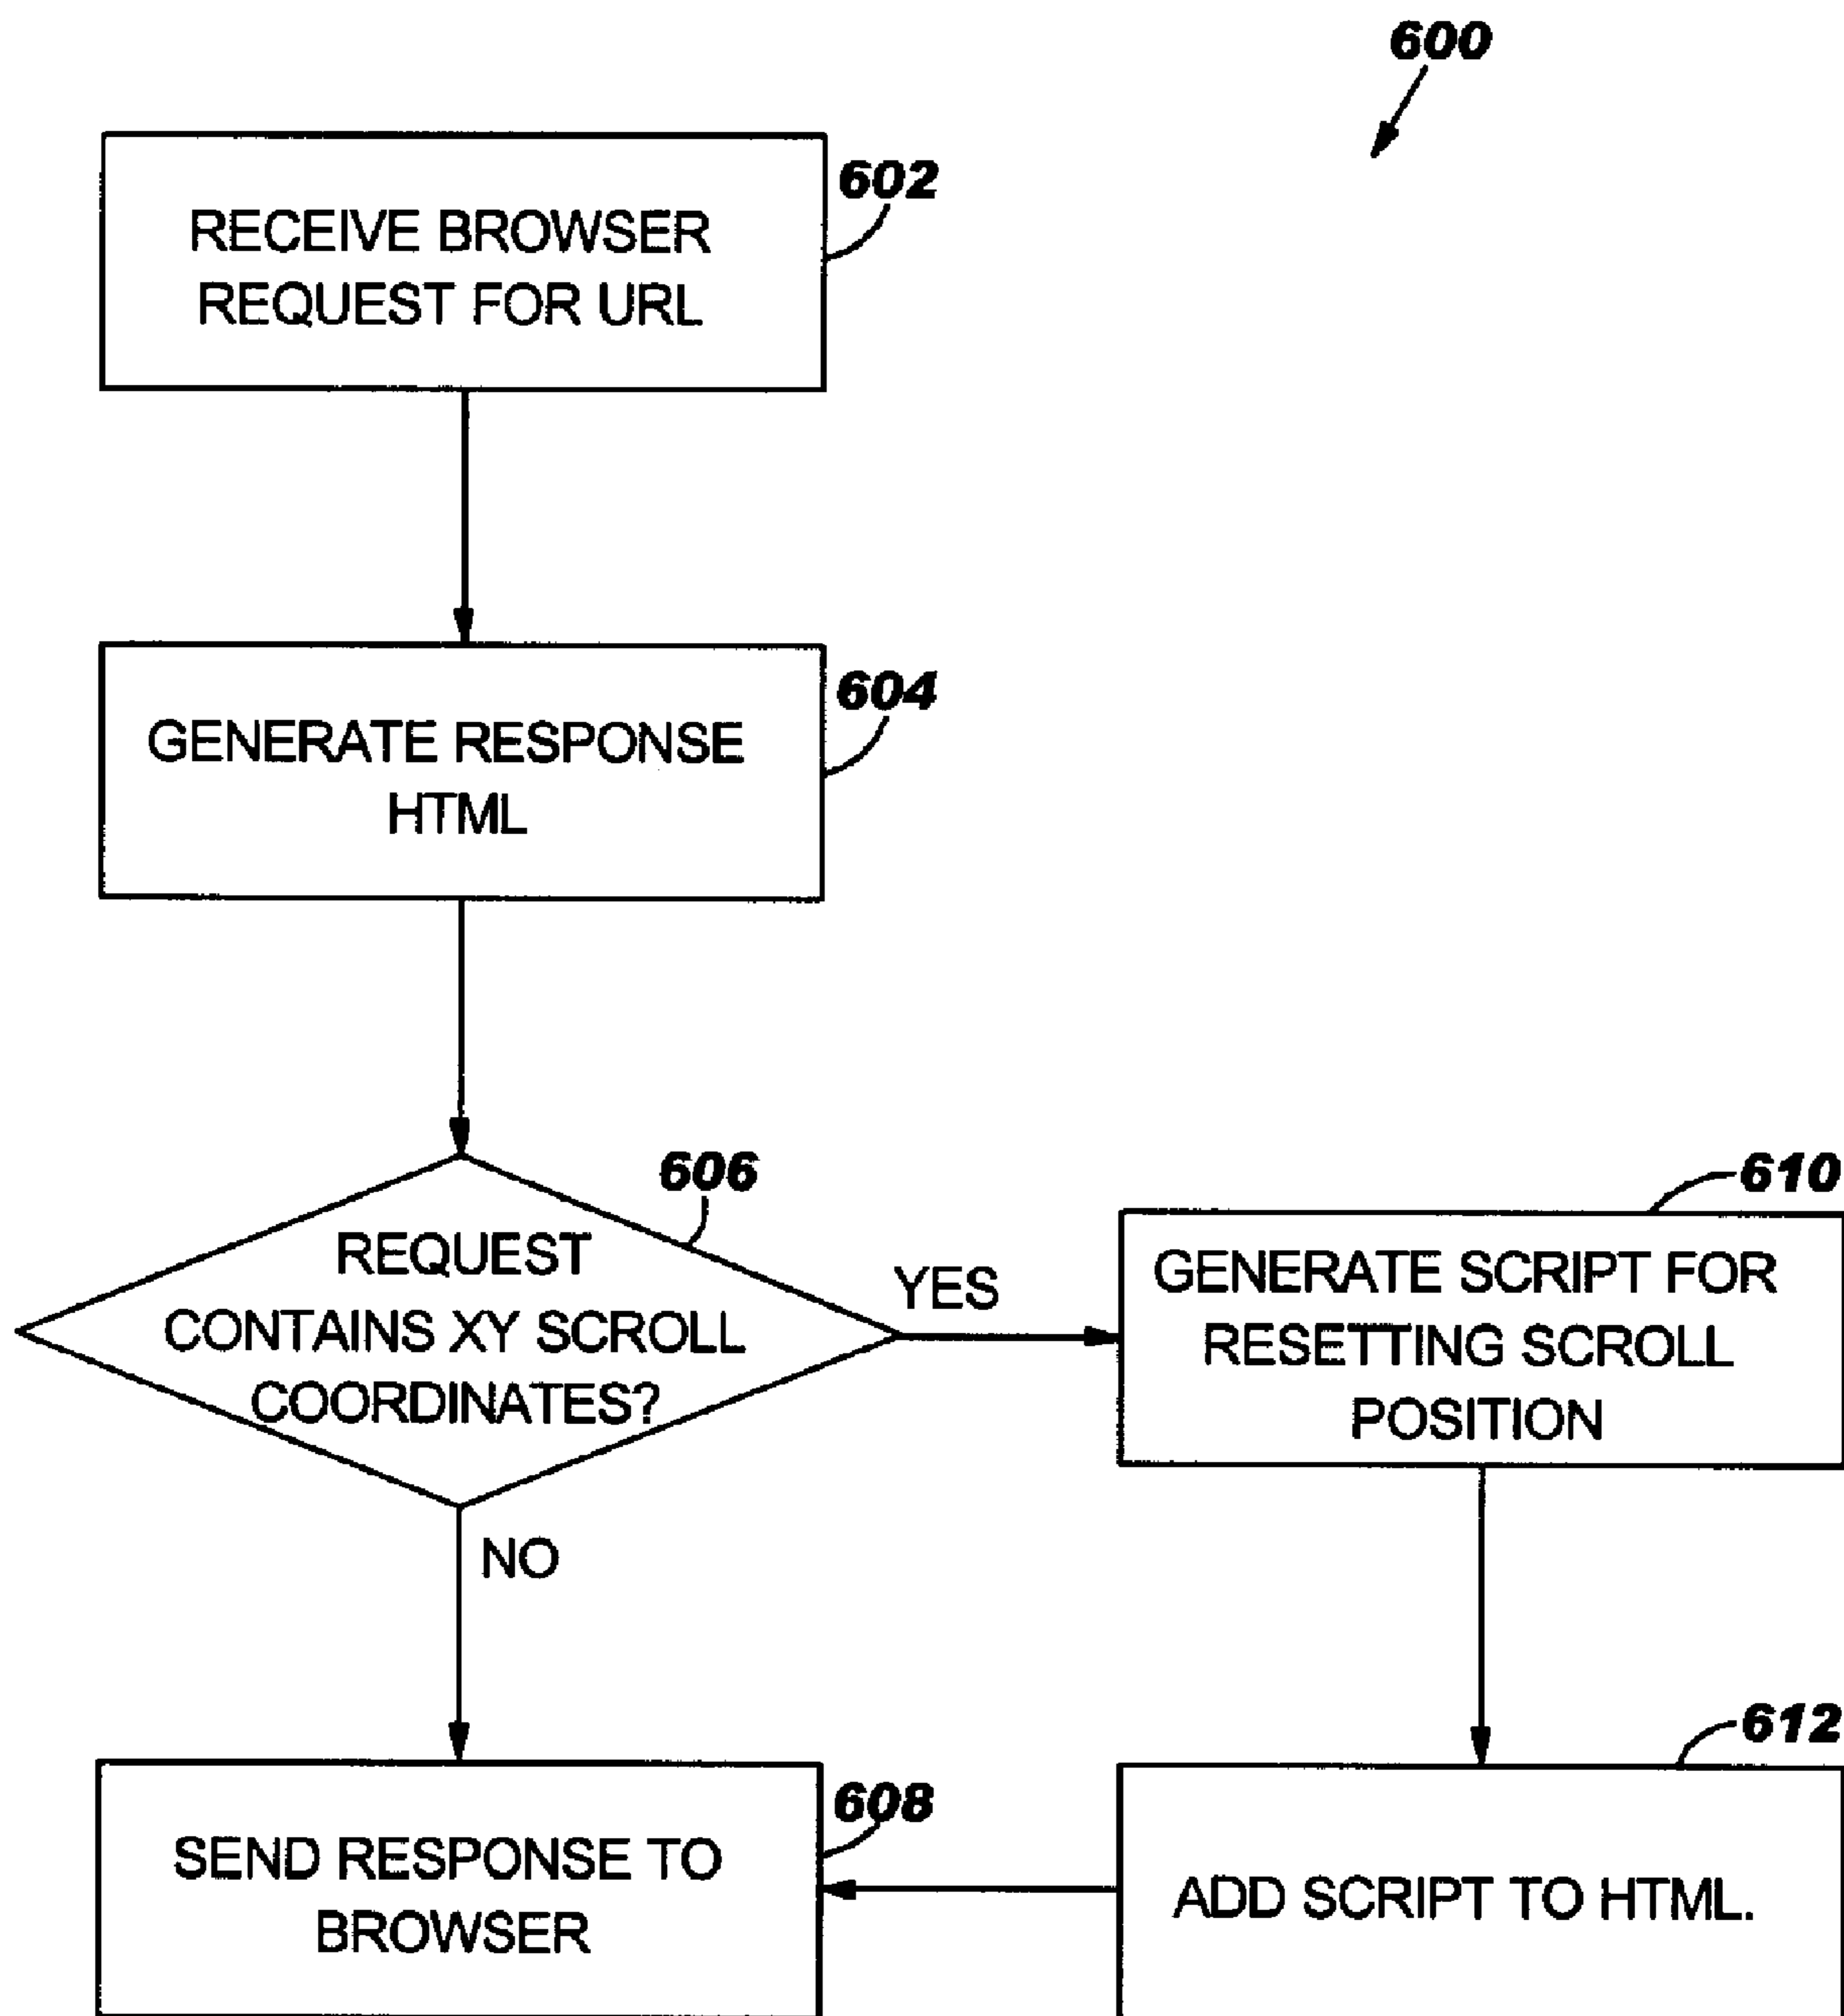 600
602
RECEIVE BROWSER
REQUEST FOR URL
604
GENERATE RESPONSE
HTML
606
REQUEST
CONTAINS XY SCROLL
COORDINATES?
YES
NO
610
GENERATE SCRIPT FOR
RESETTING SCROLL
POSITION
612
ADD SCRIPT TO HTML.
608
SEND RESPONSE TO
BROWSER